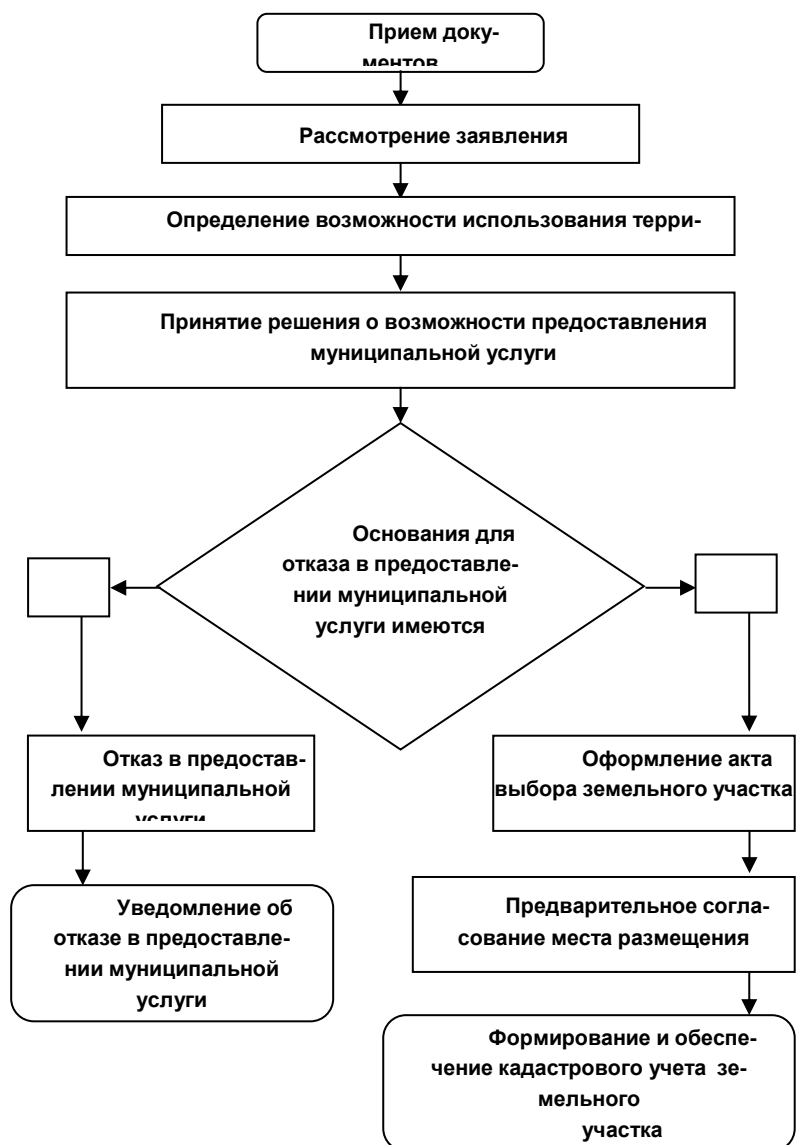 Прием доку-
ментов
Рассмотрение заявления
Определение возможности использования терри-
Принятие решения о возможности предоставления
муниципальной услуги
Основания для
отказа в предоставле-
нии муниципальной
услуги имеются
Отказ в предостав-
лении муниципальной
услуги
Оформление акта
выбора земельного участка
Уведомление об
отказе в предоставле-
нии муниципальной
услуги
Предварительное согла-
сование места размещения
Формирование и обеспе-
чение кадастрового учета зе-
мельного
участка